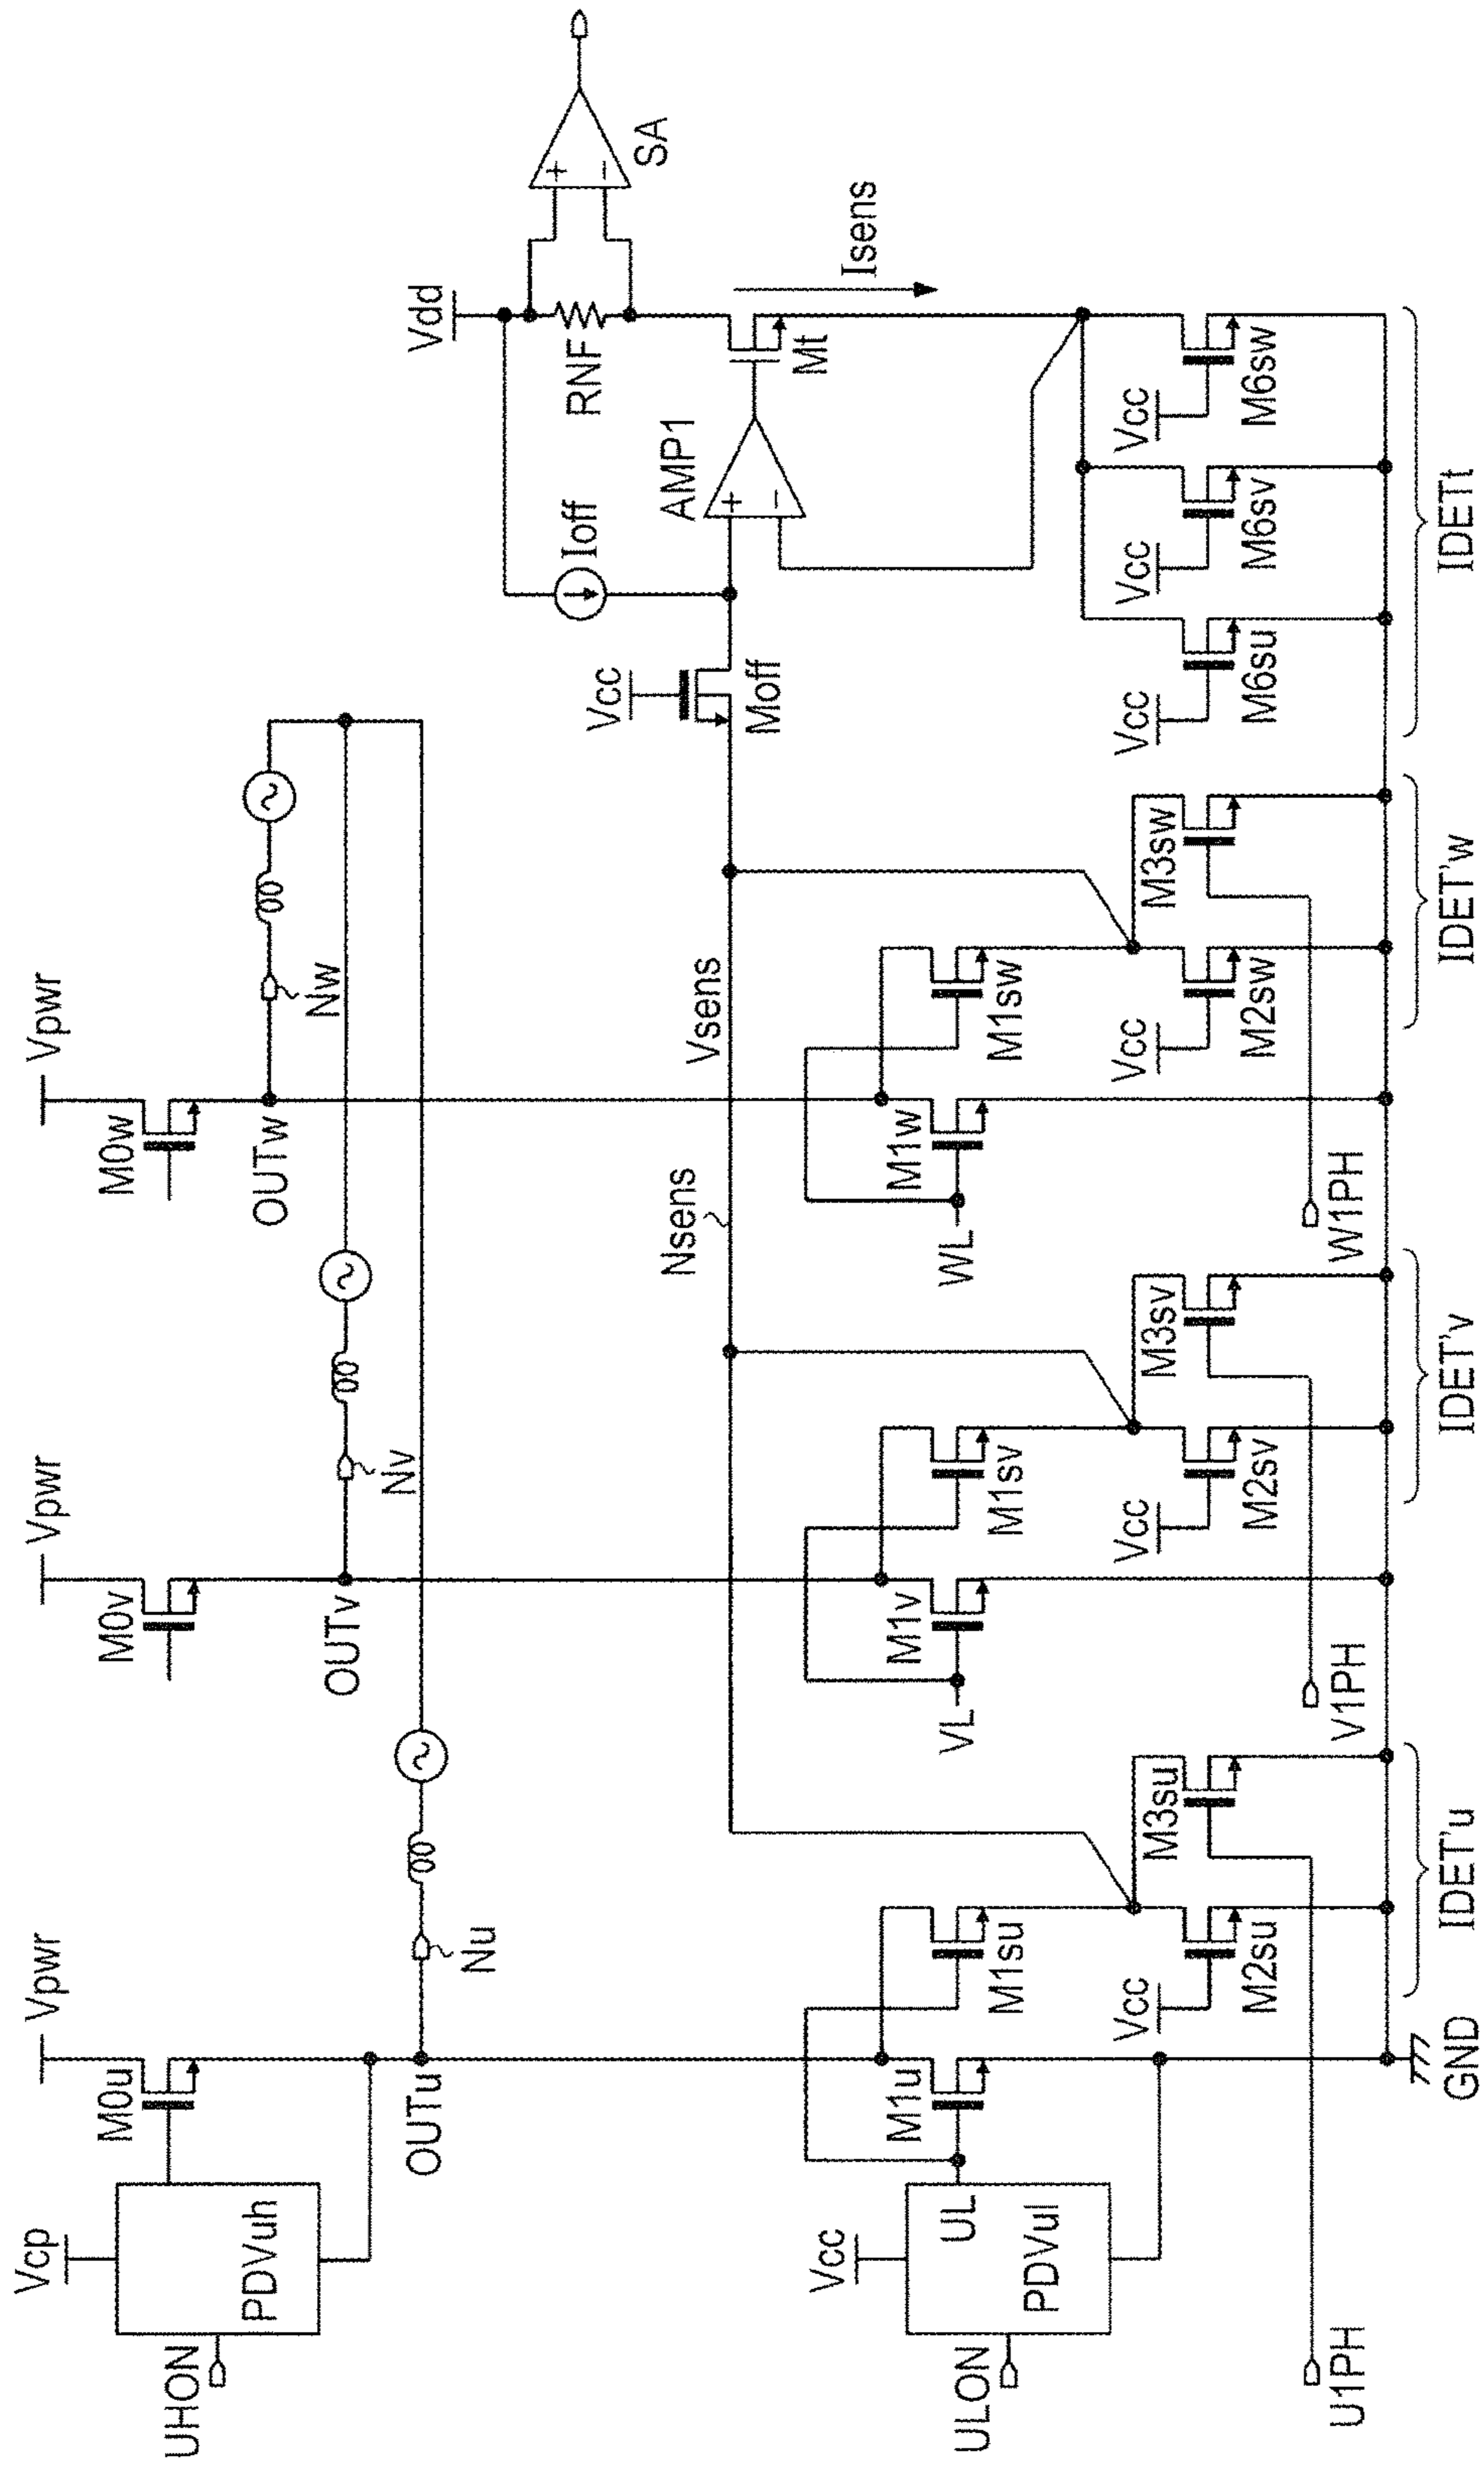 Vpwr
Vpwr
Vpwr
Vcp
M0u
M0v
M0w
UHON
PDVuh
OUTu
OUTv
OUTw
Nu
Nv
Nw
Vdd
SA
RNF
Ioff
AMP1
Mt
Isens
Vcc
Moff
Nsens
Vsens
Vcc
ULON
UL
PDVul
M1u
VL
M1v
WL
M1w
M1su
M1sv
M1sw
Vcc
M2su
M3su
Vcc
M2sv
M3sv
Vcc
M2sw
M3sw
Vcc
M6su
Vcc
M6sv
Vcc
M6sw
U1PH
V1PH
W1PH
GND
IDET'u
IDET'v
IDET'w
IDETt